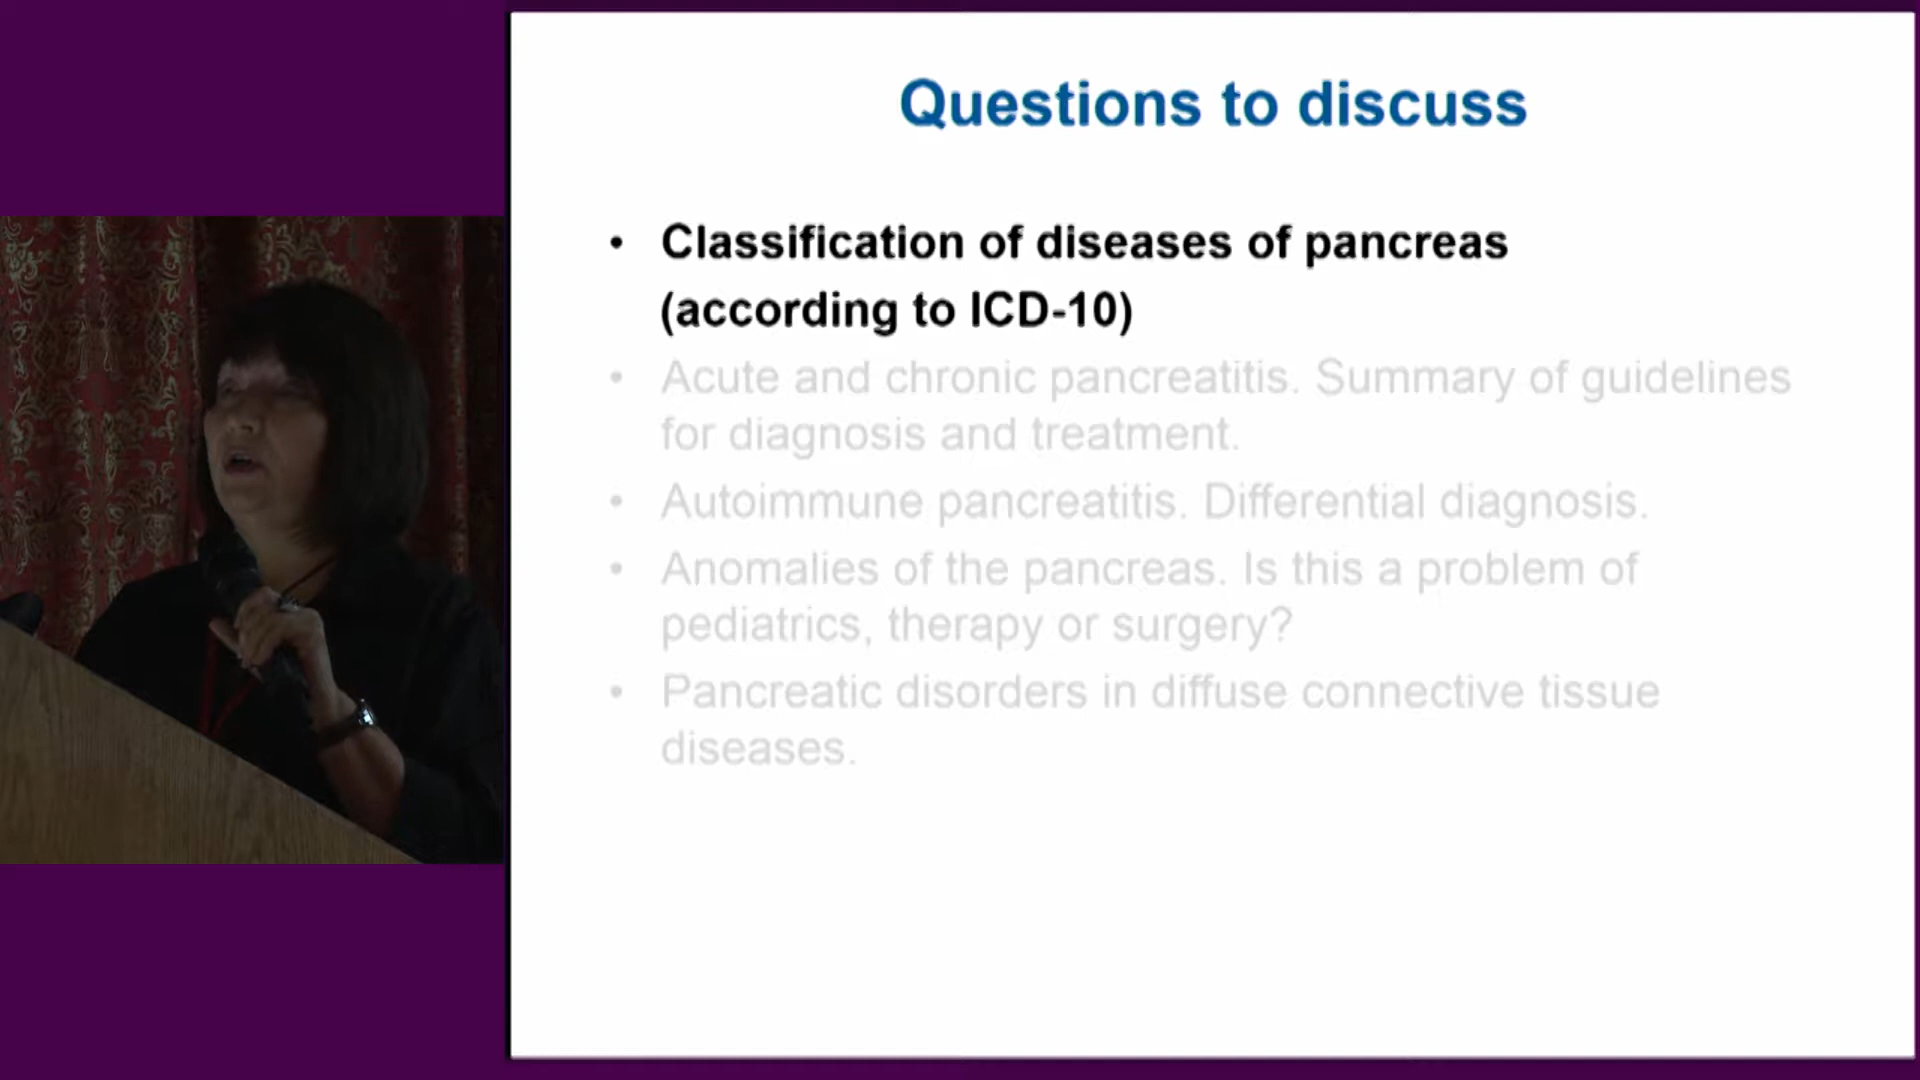 Questions to discuss
• Classification of diseases of pancreas
(according to ICD-10)
• Acute and chronic pancreatitis. Summary of guidelines
for diagnosis and treatment.
• Autoimmune pancreatitis. Differential diagnosis.
• Anomalies of the pancreas. Is this a problem of
pediatrics, therapy or surgery?
• Pancreatic disorders in diffuse connective tissue
diseases.